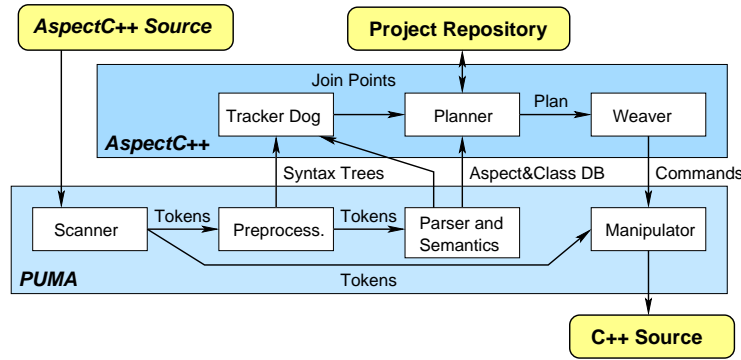 AspectC++ Source
Project Repository
Join Points
Tracker Dog
Planner
Plan
Weaver
AspectC++
Syntax Trees
Aspect&Class DB
Commands
Scanner
Tokens
Preprocess.
Tokens
Parser and
Semantics
Manipulator
PUMA
Tokens
C++ Source